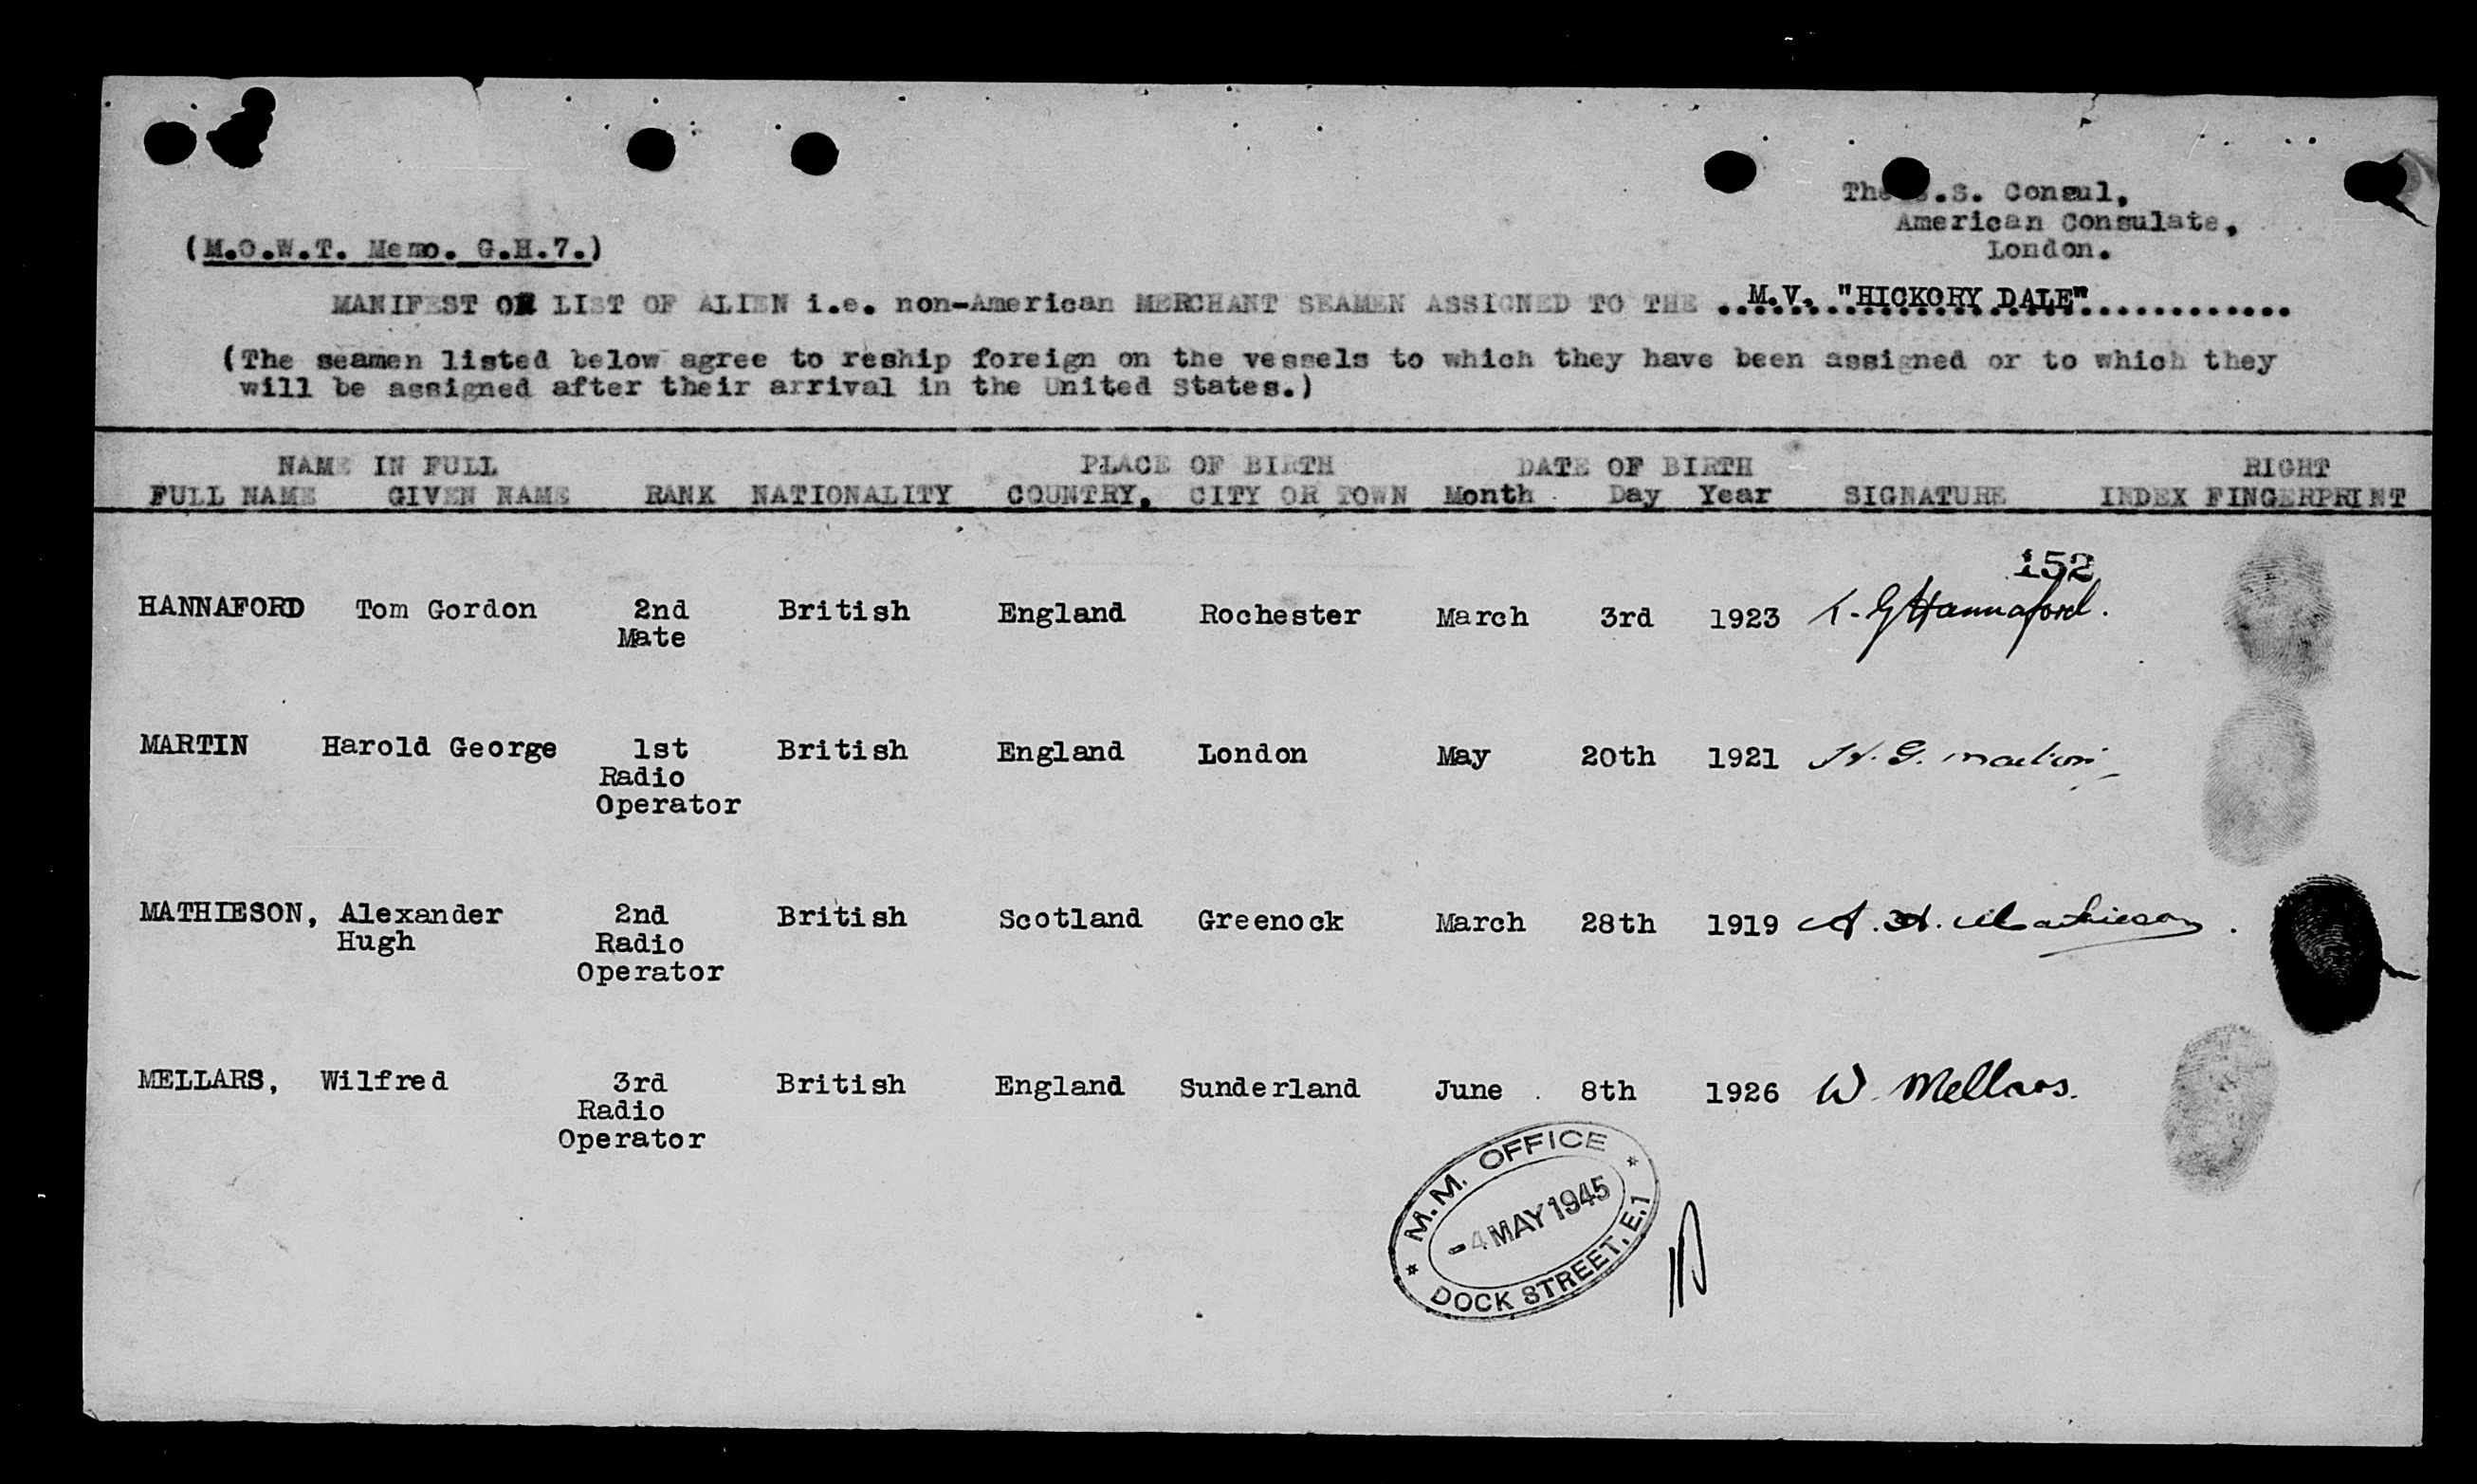 The U.S. Consul,
American Consulate,
London.
(M.O.W.T. Memo. G.H.7.)
MANIFEST OR LIST OF ALIEN i.e. non-American MERCHANT SEAMEN ASSIGNED TO THE ..M.V. "HICKORY DALE"............
(The seamen listed below agree to reship foreign on the vessels to which they have been assigned or to which they
will be assigned after their arrival in the United States.)
NAME IN FULL PLACE OF BIRTH DATE OF BIRTH RIGHT
FULL NAME GIVEN NAME RANK NATIONALITY COUNTRY, CITY OR TOWN Month Day Year SIGNATURE INDEX FINGERPRINT
152
HANNAFORD Tom Gordon 2nd British England Rochester March 3rd 1923 T. G Hannaford.
Mate
MARTIN Harold George 1st British England London May 20th 1921 H. G. Martin
Radio
Operator
MATHIESON, Alexander 2nd British Scotland Greenock March 28th 1919 A. H. Mathieson.
Hugh Radio
Operator
MELLARS, Wilfred 3rd British England Sunderland June 8th 1926 W. Mellars.
Radio
Operator
M.M. OFFICE
-4 MAY 1945
DOCK STREET, E.1